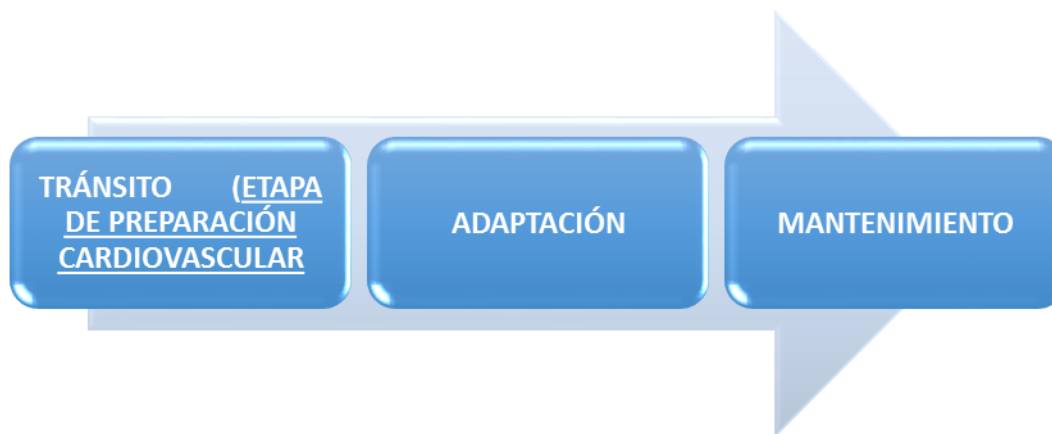 TRÁNSITO (ETAPA
DE PREPARACIÓN
CARDIOVASCULAR
ADAPTACIÓN
MANTENIMIENTO